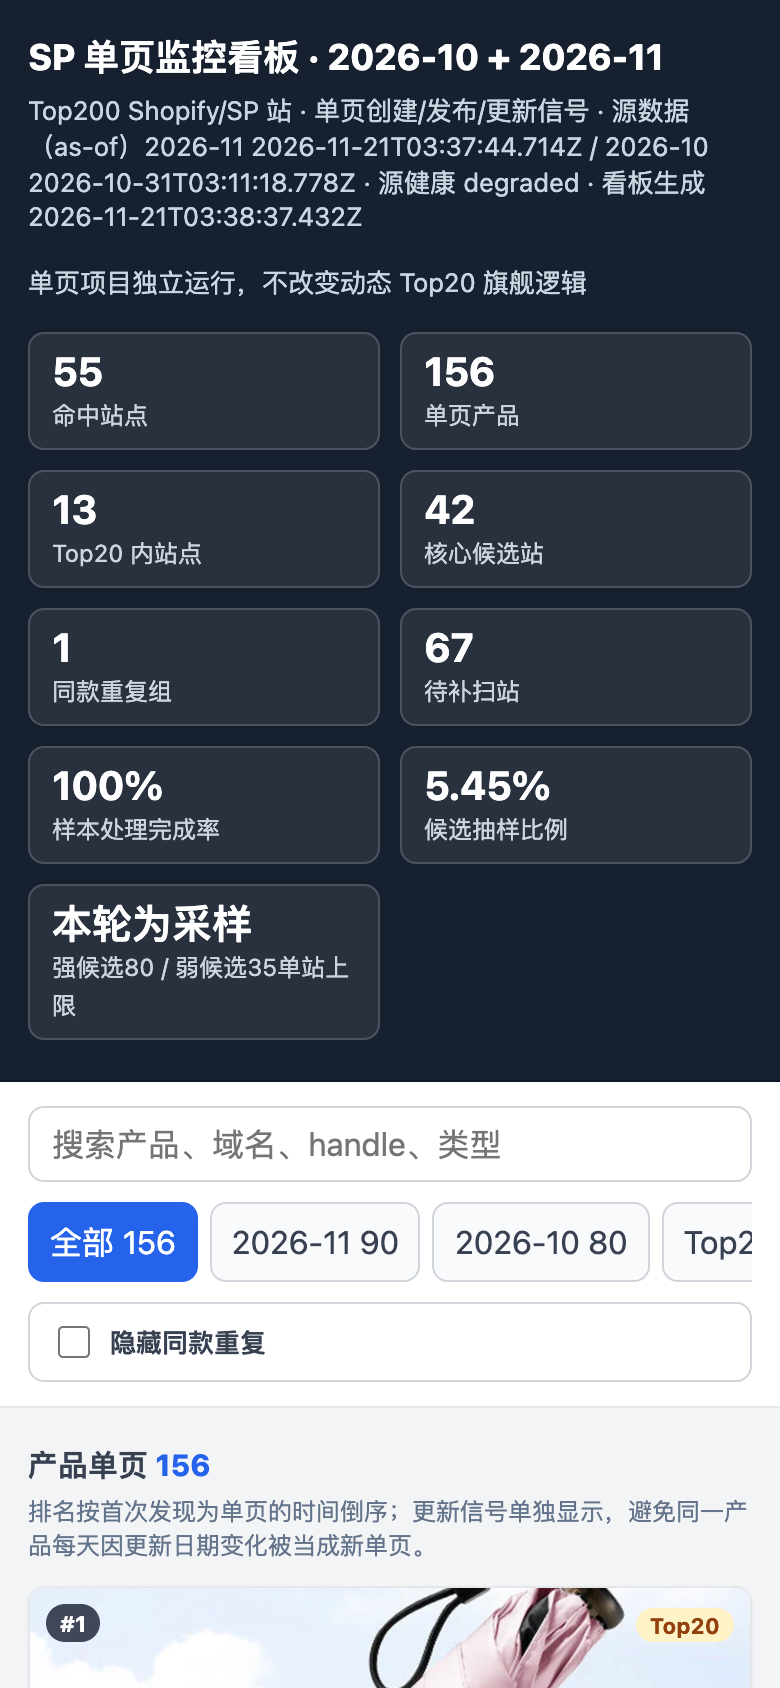 SP 单页监控看板 · 2026-10 + 2026-11
Top200 Shopify/SP 站 · 单页创建/发布/更新信号 · 源数据
（as-of）2026-11 2026-11-21T03:37:44.714Z / 2026-10
2026-10-31T03:11:18.778Z · 源健康 degraded · 看板生成
2026-11-21T03:38:37.432Z
单页项目独立运行，不改变动态 Top20 旗舰逻辑
55
命中站点
156
单页产品
13
Top20 内站点
42
核心候选站
1
同款重复组
67
待补扫站
100%
样本处理完成率
5.45%
候选抽样比例
本轮为采样
强候选80 / 弱候选35单站上
限
搜索产品、域名、handle、类型
全部 156
2026-11 90
2026-10 80
Top2
隐藏同款重复
产品单页 156
排名按首次发现为单页的时间倒序；更新信号单独显示，避免同一产
品每天因更新日期变化被当成新单页。
#1
Top20